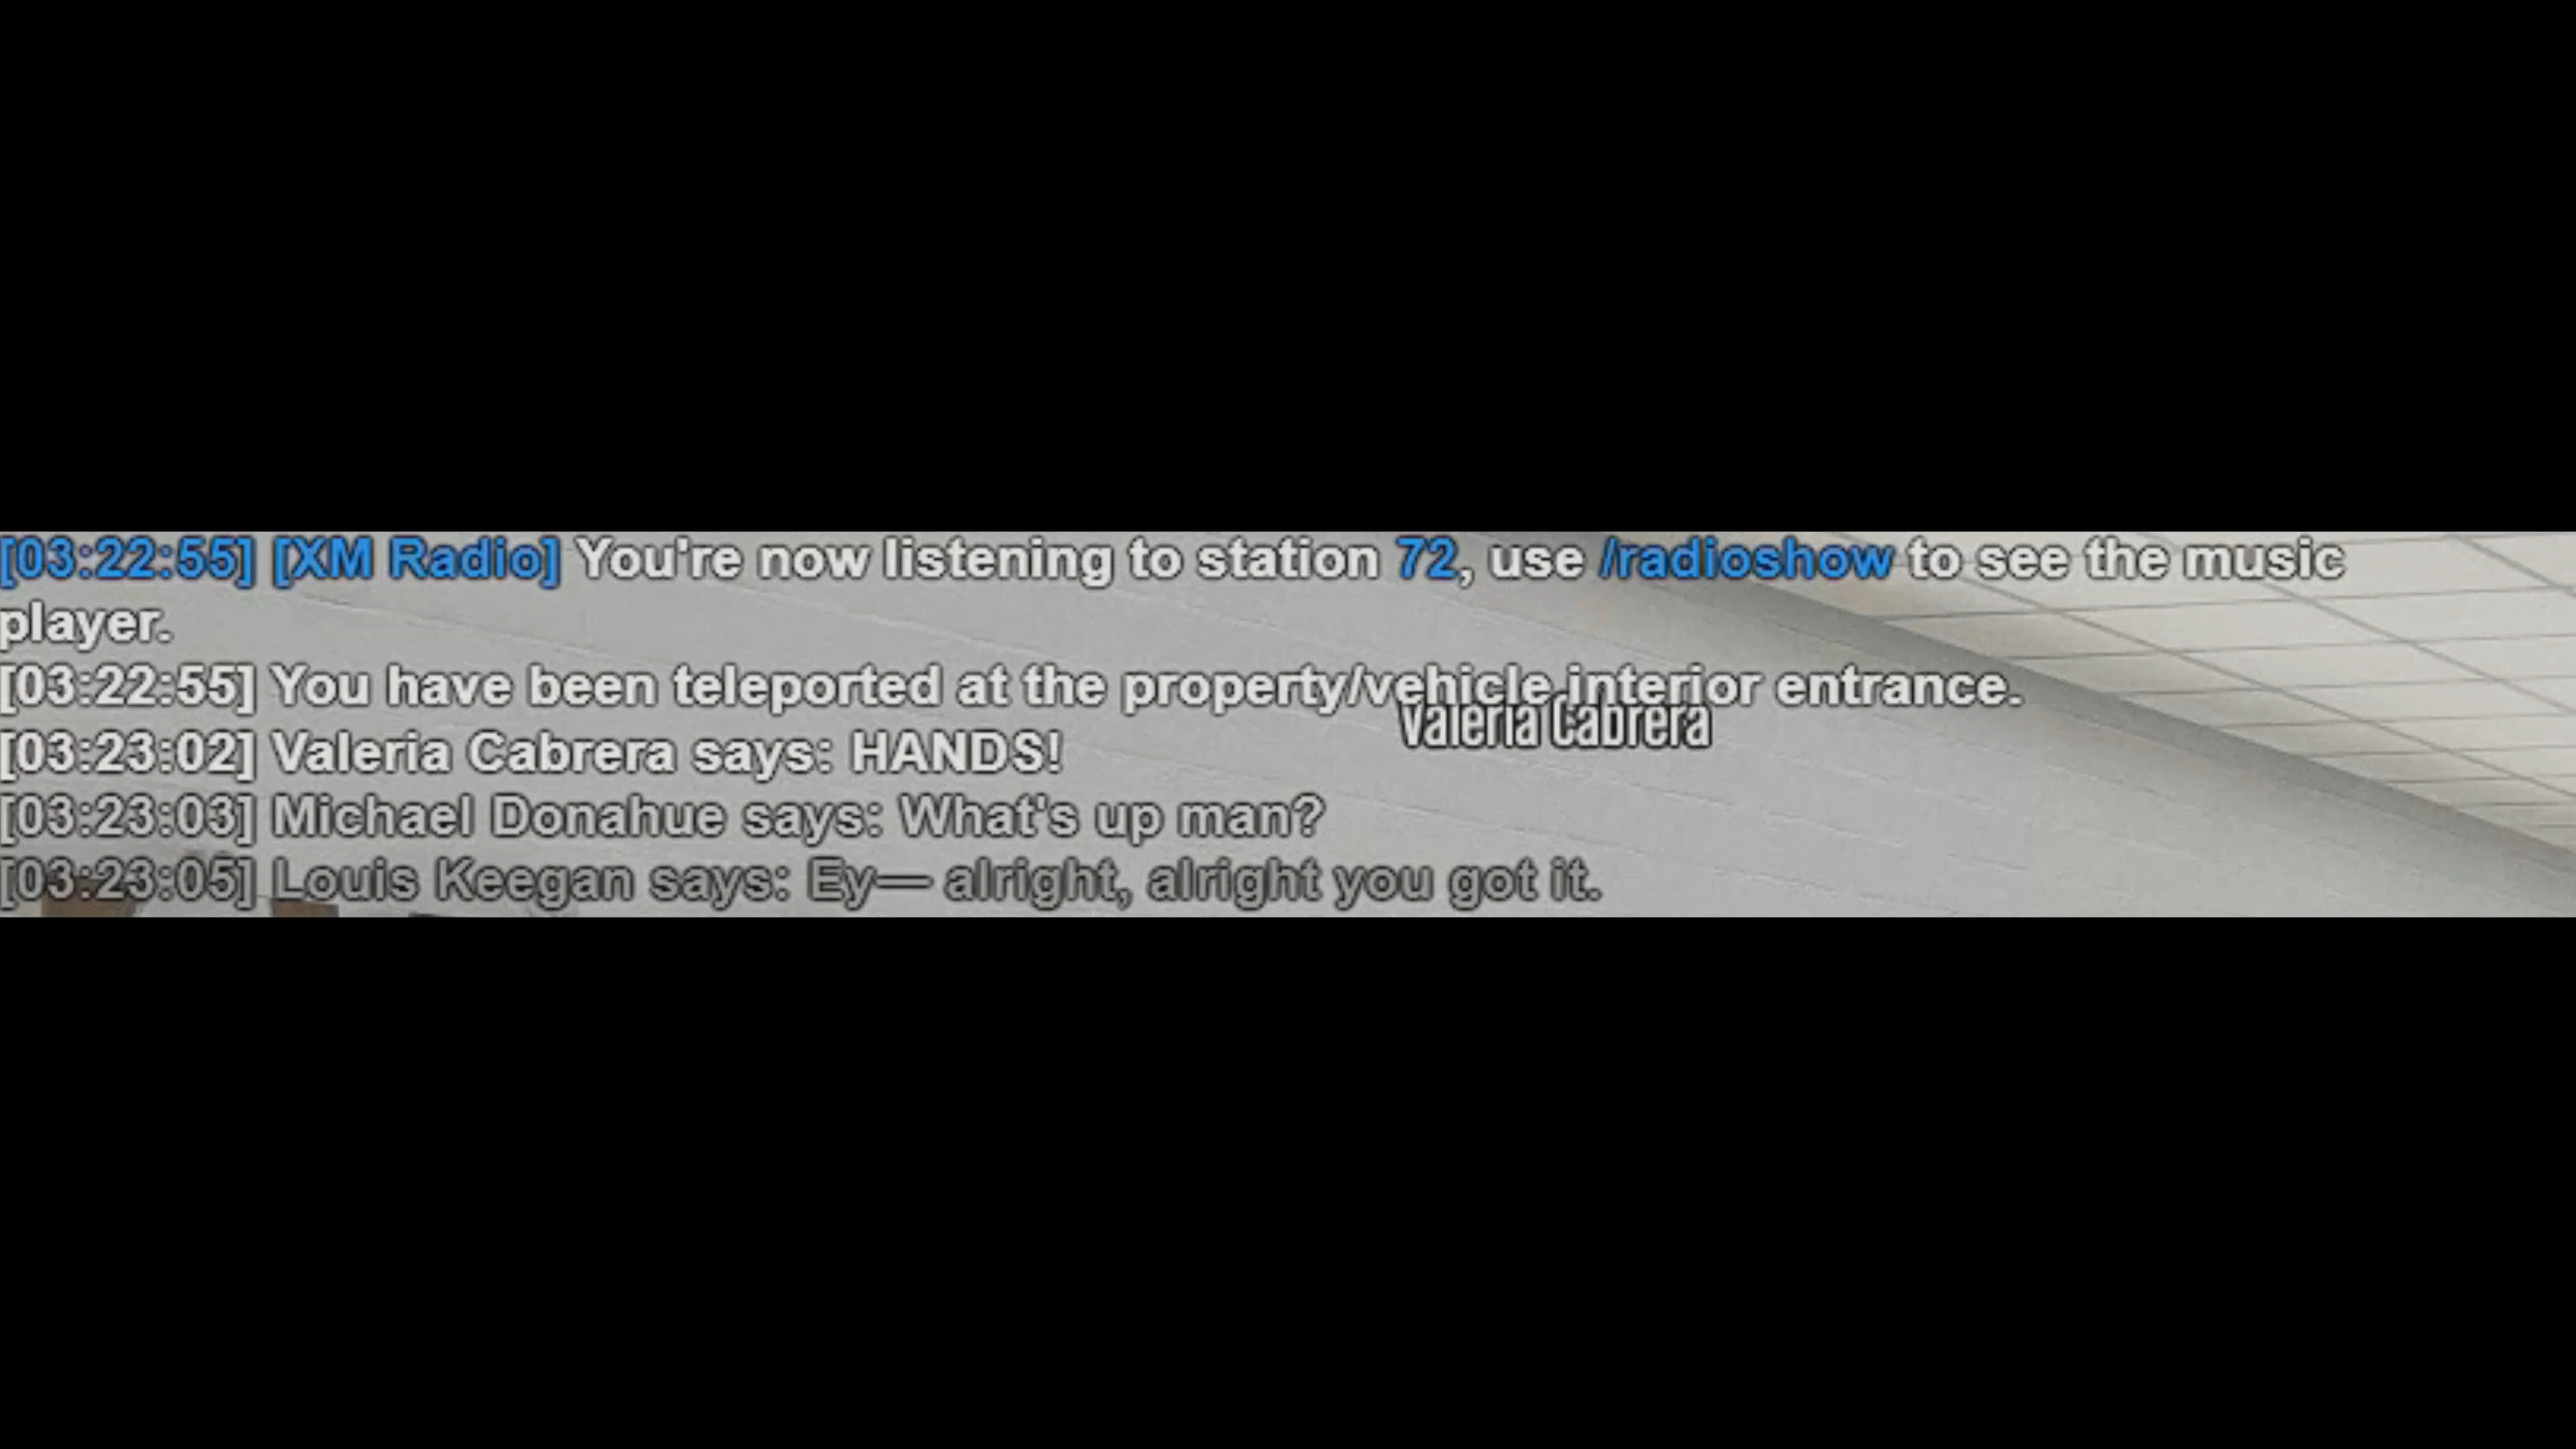 [03:22:55] [XM Radio] You're now listening to station 72, use /radioshow to see the music
player.
[03:22:55] You have been teleported at the property/vehicle interior entrance.
Valeria Cabrera
[03:23:02] Valeria Cabrera says: HANDS!
[03:23:03] Michael Donahue says: What's up man?
[03:23:05] Louis Keegan says: Ey— alright, alright you got it.